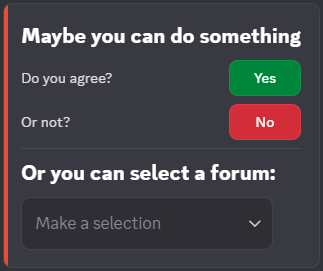 Maybe you can do something
Do you agree?
Yes
Or not?
No
Or you can select a forum:
Make a selection